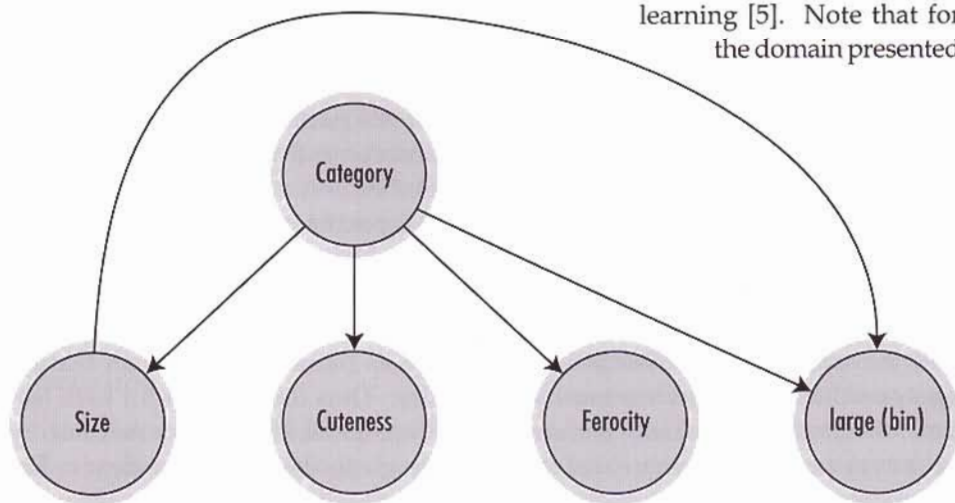 learning [5]. Note that for
the domain presented
Category
Size
Cuteness
Ferocity
large (bin)